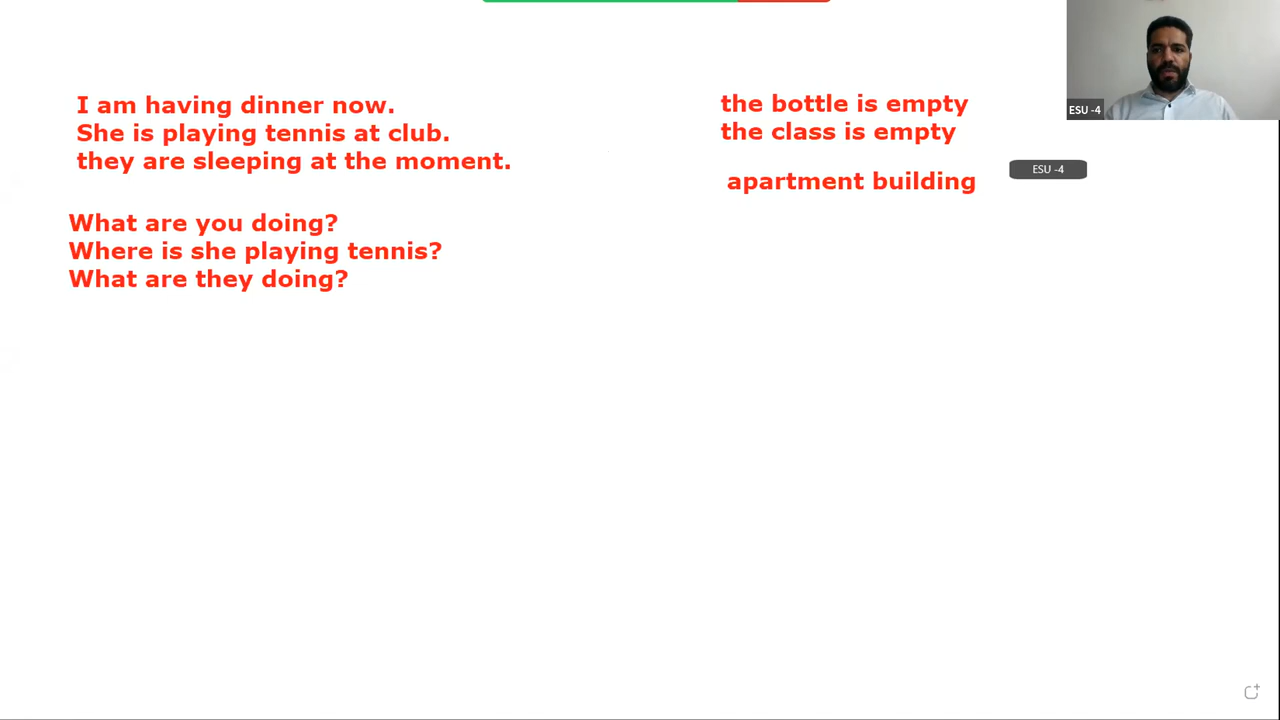 I am having dinner now.
She is playing tennis at club.
they are sleeping at the moment.
What are you doing?
Where is she playing tennis?
What are they doing?
the bottle is empty
the class is empty
apartment building
ESU -4
ESU -4